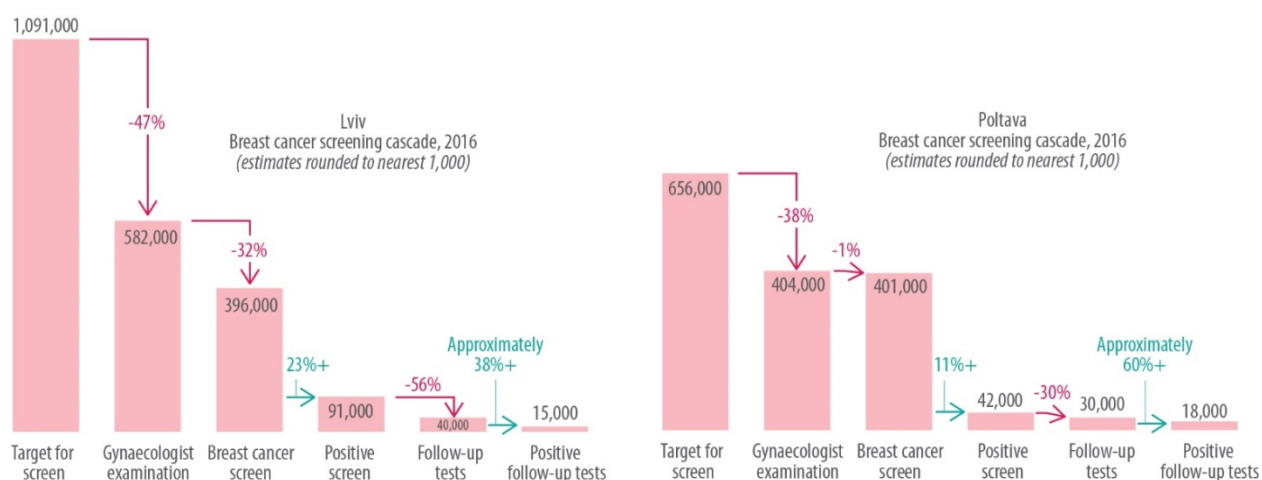 1,091,000
-47%
Lviv
Breast cancer screening cascade, 2016
(estimates rounded to nearest 1,000)
582,000
-32%
396,000
23%+
91,000
-56%
40,000
Approximately
38%+
15,000
Target for
screen
Gynaecologist
examination
Breast cancer
screen
Positive
screen
Follow-up
tests
Positive
follow-up tests
Poltava
Breast cancer screening cascade, 2016
(estimates rounded to nearest 1,000)
656,000
-38%
404,000
-1%
401,000
11%+
42,000
-30%
30,000
Approximately
60%+
18,000
Target for
screen
Gynaecologist
examination
Breast cancer
screen
Positive
screen
Follow-up
tests
Positive
follow-up tests